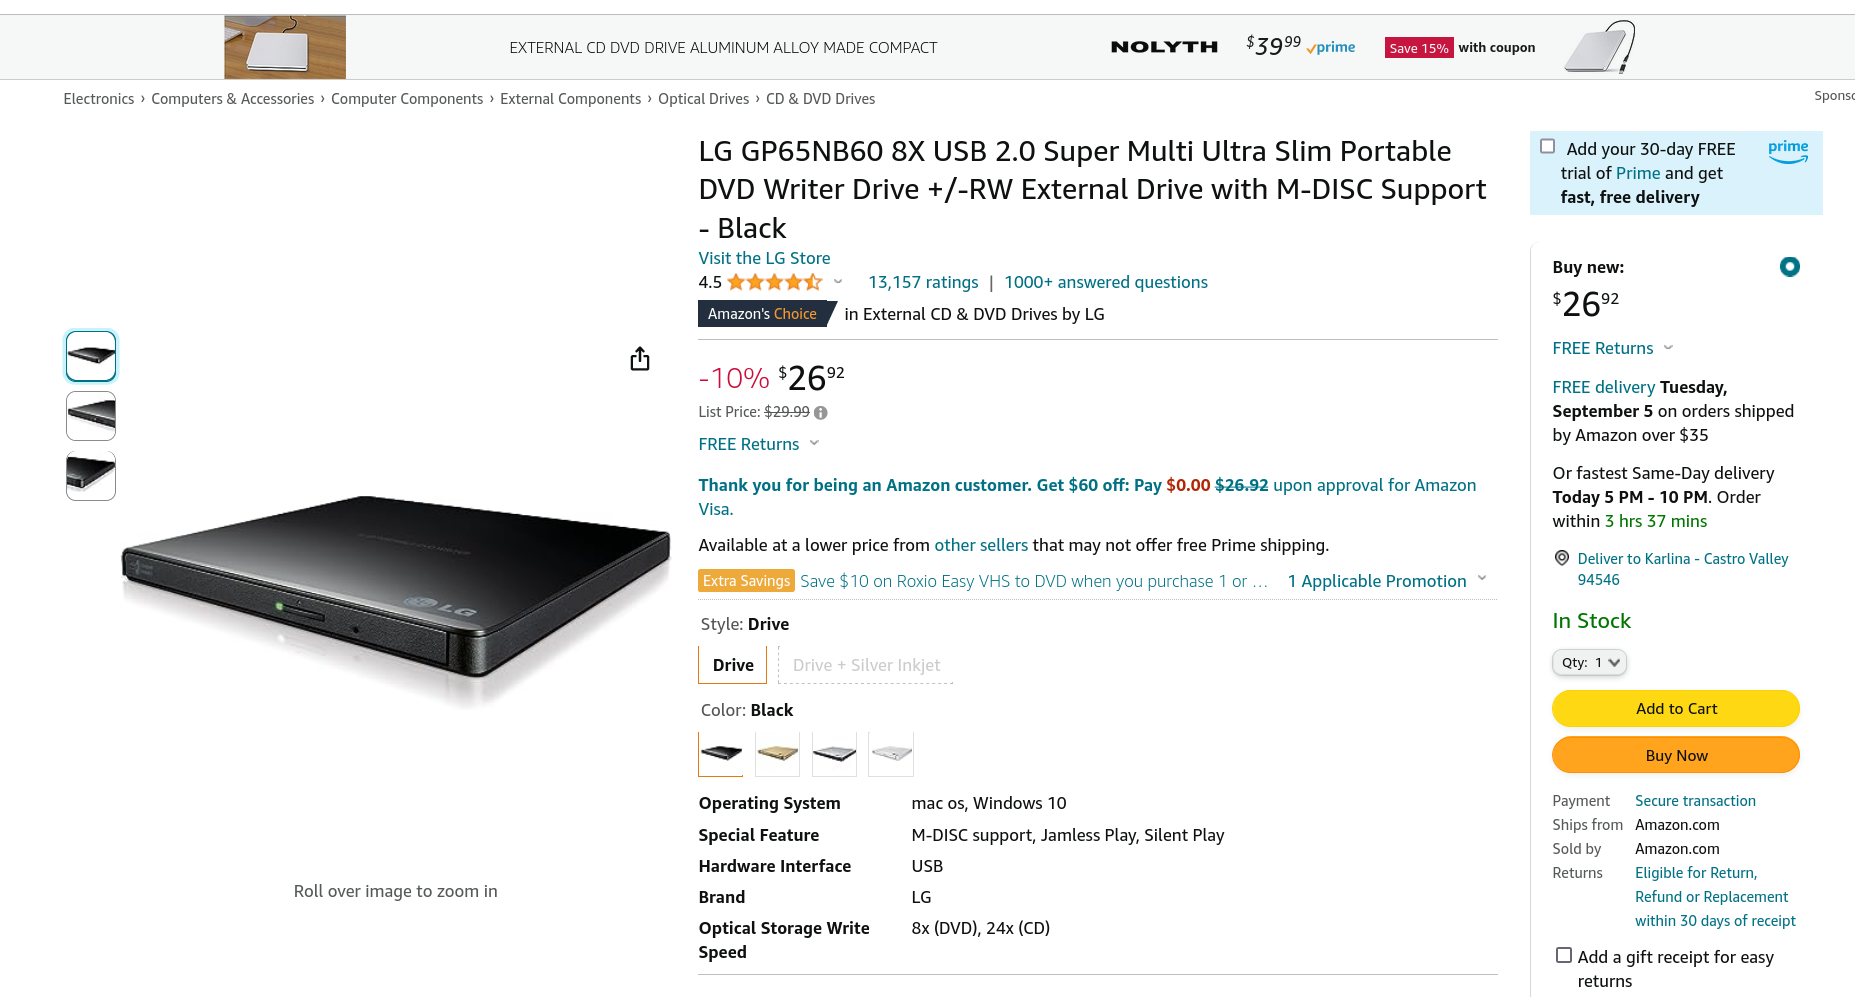 EXTERNAL CD DVD DRIVE ALUMINUM ALLOY MADE COMPACT
NOLYTH
$39 99 prime
Save 15% with coupon
Electronics › Computers & Accessories › Computer Components › External Components › Optical Drives › CD & DVD Drives
LG GP65NB60 8X USB 2.0 Super Multi Ultra Slim Portable
DVD Writer Drive +/-RW External Drive with M-DISC Support
- Black
Visit the LG Store
4.5
13,157 ratings | 1000+ answered questions
Amazon's Choice in External CD & DVD Drives by LG
-10% $26 92
List Price: $29.99
FREE Returns
Thank you for being an Amazon customer. Get $60 off: Pay $0.00 $26.92 upon approval for Amazon
Visa.
Available at a lower price from other sellers that may not offer free Prime shipping.
Extra Savings Save $10 on Roxio Easy VHS to DVD when you purchase 1 or … 1 Applicable Promotion
Style: Drive
Drive
Drive + Silver Inkjet
Color: Black
Operating System mac os, Windows 10
Special Feature M-DISC support, Jamless Play, Silent Play
Hardware Interface USB
Brand LG
Optical Storage Write 8x (DVD), 24x (CD)
Speed
LG
Roll over image to zoom in
Add your 30-day FREE
trial of Prime and get
fast, free delivery
prime
Buy new:
$26 92
FREE Returns
FREE delivery Tuesday,
September 5 on orders shipped
by Amazon over $35
Or fastest Same-Day delivery
Today 5 PM - 10 PM. Order
within 3 hrs 37 mins
Deliver to Karlina - Castro Valley
94546
In Stock
Qty: 1
Add to Cart
Buy Now
Payment Secure transaction
Ships from Amazon.com
Sold by Amazon.com
Returns Eligible for Return,
Refund or Replacement
within 30 days of receipt
Add a gift receipt for easy
returns